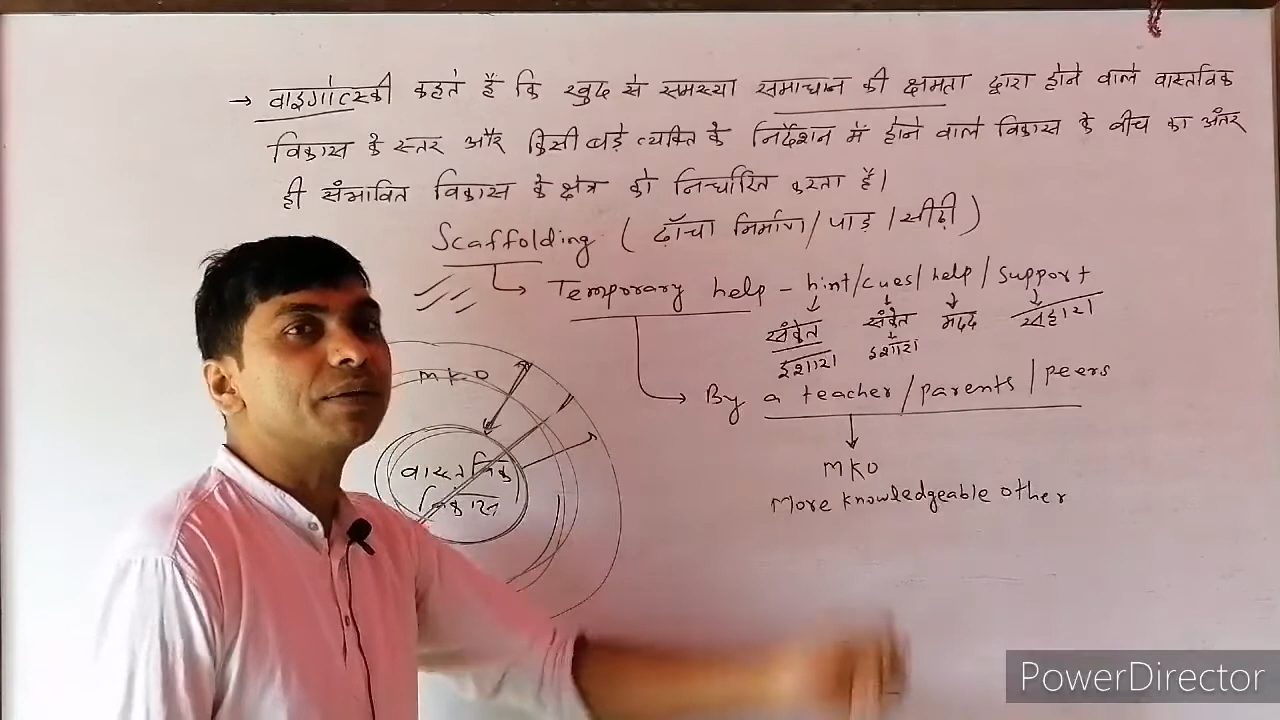 → वाइगोत्स्की कहते हैं कि खुद से समस्या समाधान की क्षमता द्वारा होने वाले वास्तविक
विकास के स्तर और किसी बड़े व्यक्ति के निर्देशन में होने वाले विकास के बीच का अंतर
ही संभावित विकास के क्षेत्र को निर्धारित करता है।
Scaffolding ( ढ़ाँचा निर्माण / पाड़ / सीढ़ी )
→ Temporary help - hint/cues/help/support
संकेत संकेत मदद सहारा
इशारा इशारा
MKO
→ By a teacher/parents/peers
वास्तविक
विकास
MKO
More knowledgeable other
PowerDirector